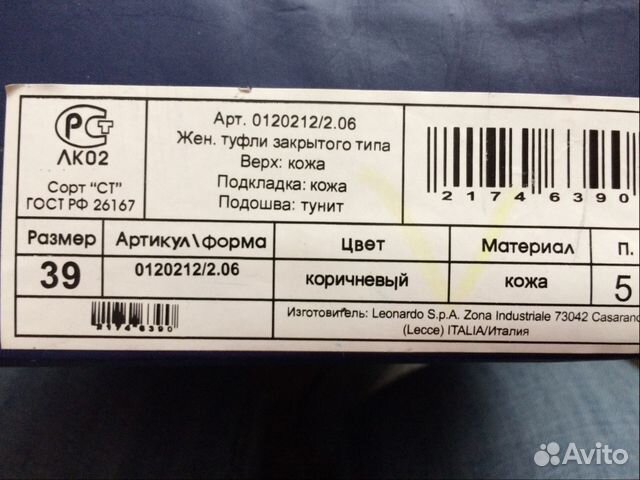 РСТ
ЛК02
Сорт "СТ"
ГОСТ РФ 26167
Арт. 0120212/2.06
Жен. туфли закрытого типа
Верх: кожа
Подкладка: кожа
Подошва: тунит
21746390
Размер Артикул\форма Цвет Материал П.
39 0120212/2.06 коричневый кожа 5
21746390
Изготовитель: Leonardo S.p.A. Zona Industriale 73042 Casarano
(Lecce) ITALIA/Италия
Avito